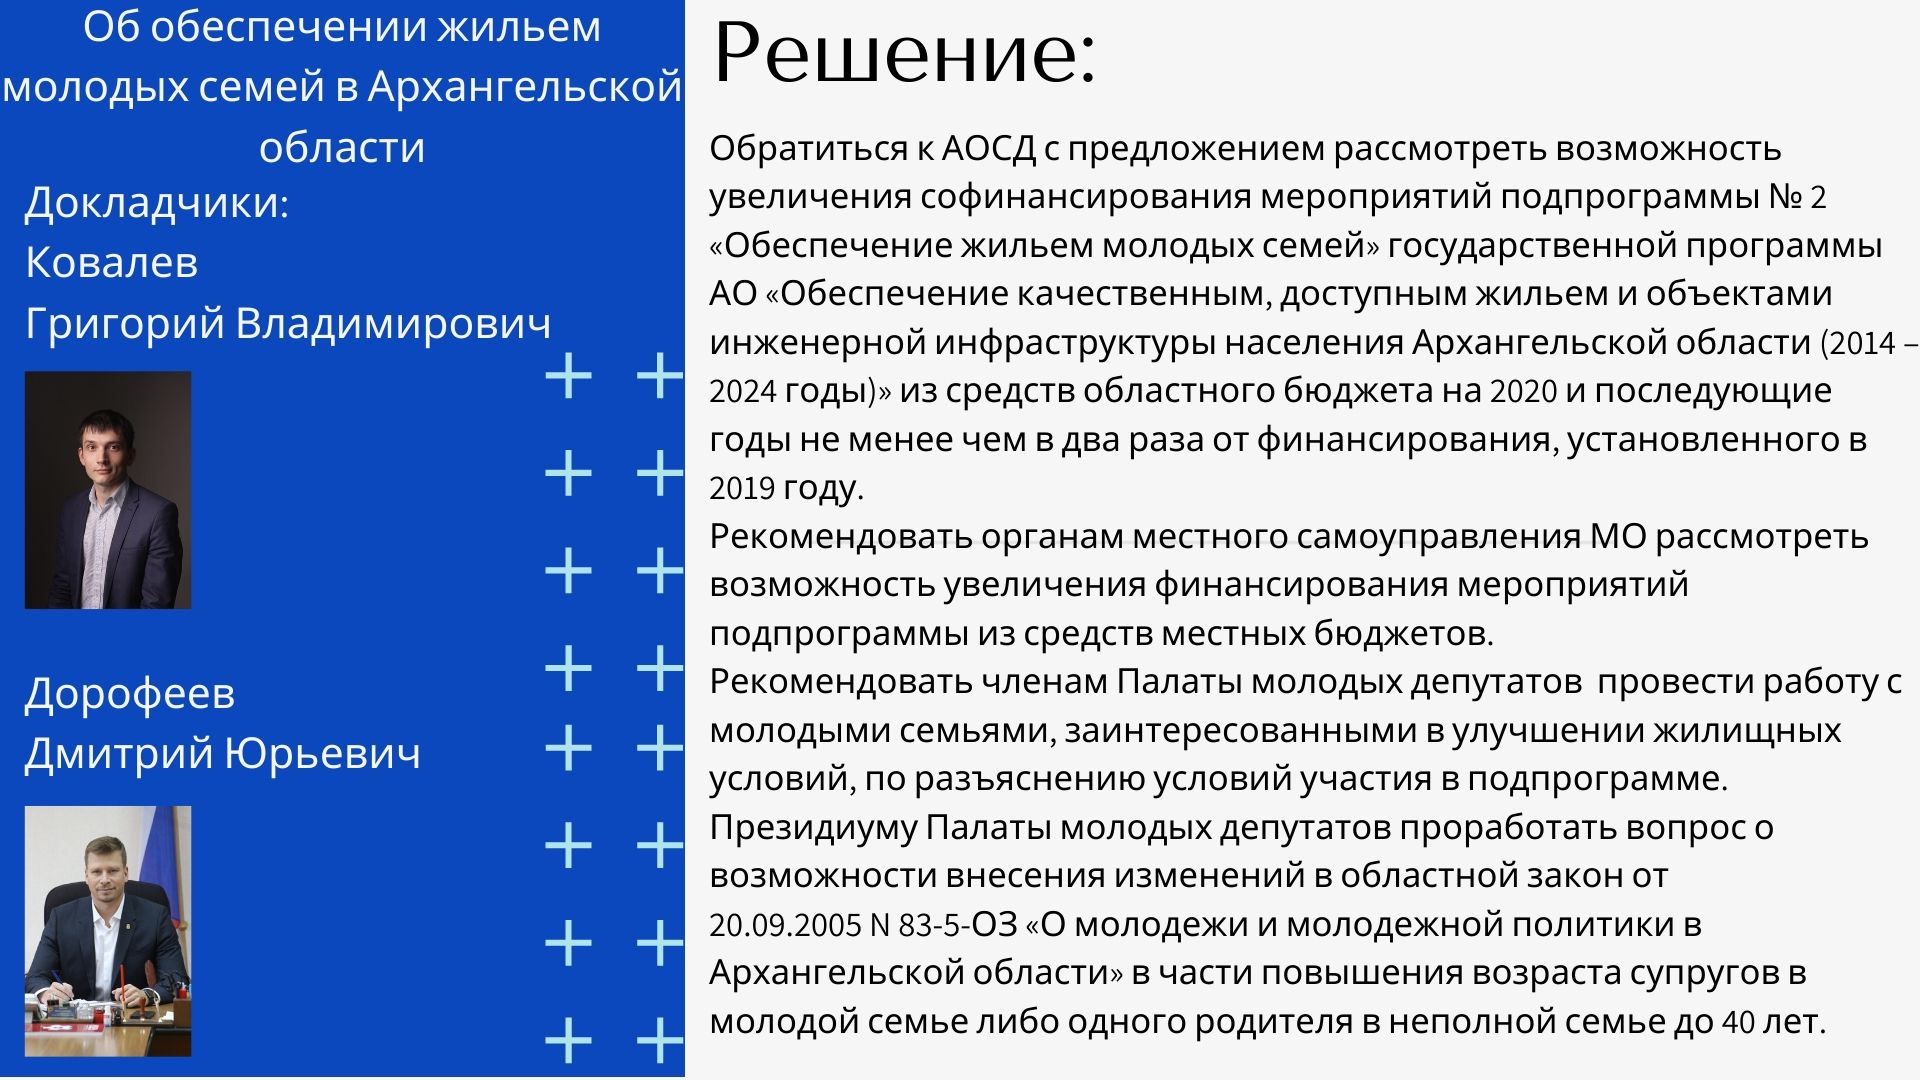 Об обеспечении жильем
молодых семей в Архангельской
области
Докладчики:
Ковалев
Григорий Владимирович
Дорофеев
Дмитрий Юрьевич
Решение:
Обратиться к АОСД с предложением рассмотреть возможность
увеличения софинансирования мероприятий подпрограммы № 2
«Обеспечение жильем молодых семей» государственной программы
АО «Обеспечение качественным, доступным жильем и объектами
инженерной инфраструктуры населения Архангельской области (2014 –
2024 годы)» из средств областного бюджета на 2020 и последующие
годы не менее чем в два раза от финансирования, установленного в
2019 году.
Рекомендовать органам местного самоуправления МО рассмотреть
возможность увеличения финансирования мероприятий
подпрограммы из средств местных бюджетов.
Рекомендовать членам Палаты молодых депутатов  провести работу с
молодыми семьями, заинтересованными в улучшении жилищных
условий, по разъяснению условий участия в подпрограмме.
Президиуму Палаты молодых депутатов проработать вопрос о
возможности внесения изменений в областной закон от
20.09.2005 N 83-5-ОЗ «О молодежи и молодежной политики в
Архангельской области» в части повышения возраста супругов в
молодой семье либо одного родителя в неполной семье до 40 лет.